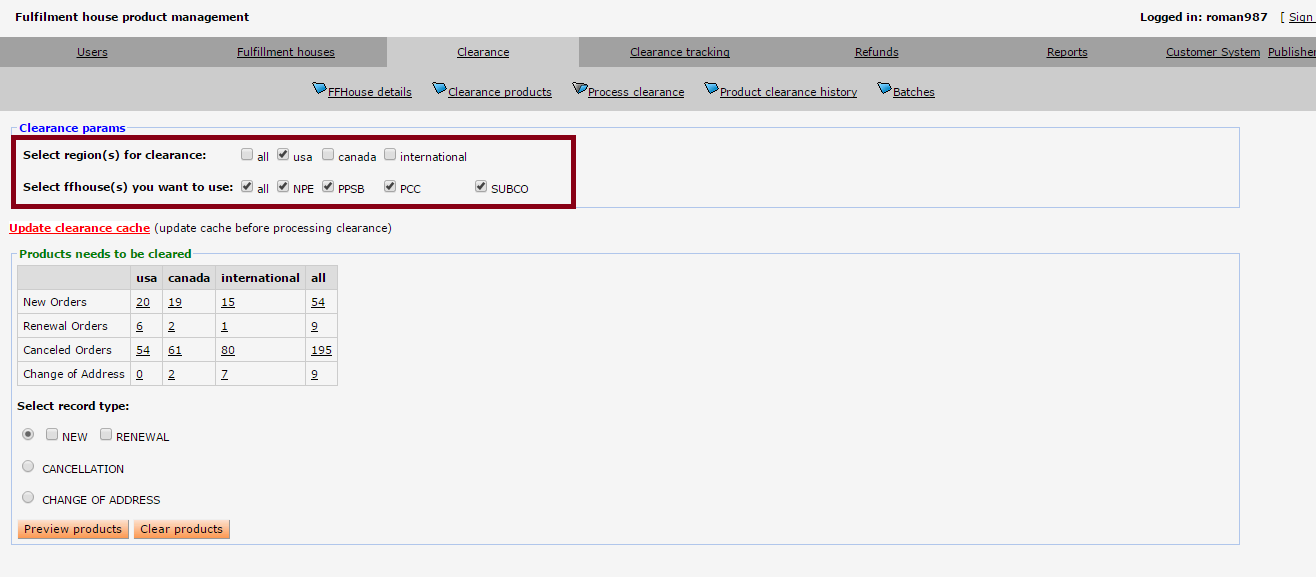 Fulfilment house product management
Logged in: roman987 [ Sign
Users Fulfillment houses Clearance Clearance tracking Refunds Reports Customer System Publisher
FFHouse details Clearance products Process clearance Product clearance history Batches
Clearance params
Select region(s) for clearance: all usa canada international
Select ffhouse(s) you want to use: all NPE PPSB PCC SUBCO
Update clearance cache (update cache before processing clearance)
Products needs to be cleared
usa canada international all
New Orders 20 19 15 54
Renewal Orders 6 2 1 9
Canceled Orders 54 61 80 195
Change of Address 0 2 7 9
Select record type:
NEW RENEWAL
CANCELLATION
CHANGE OF ADDRESS
Preview products Clear products